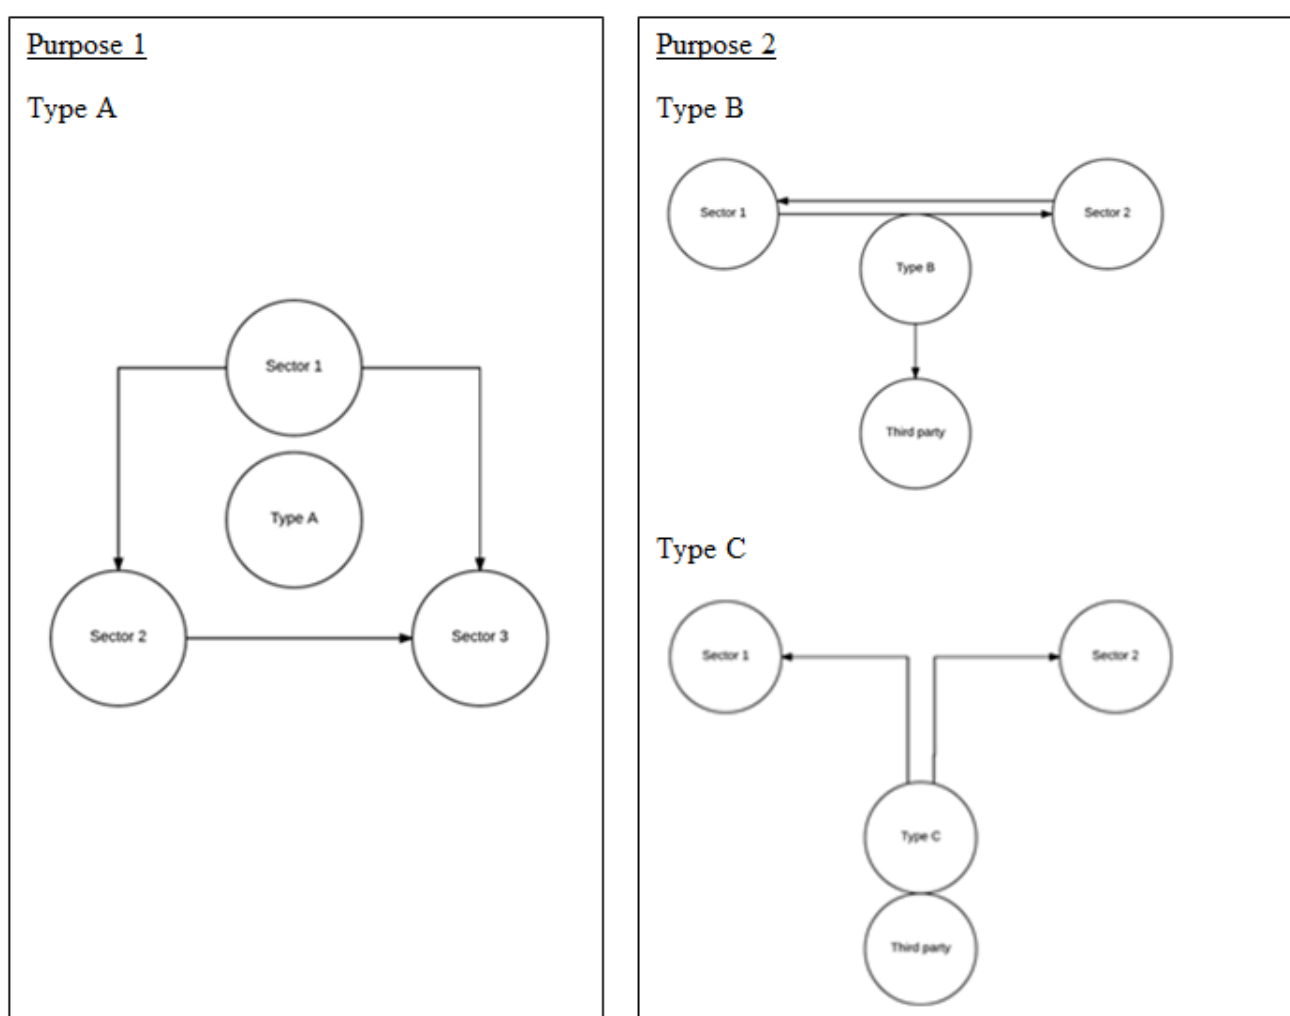 Purpose 1
Type A
Sector 1
Type A
Sector 2
Sector 3
Purpose 2
Type B
Sector 1
Sector 2
Type B
Third party
Type C
Sector 1
Sector 2
Type C
Third party